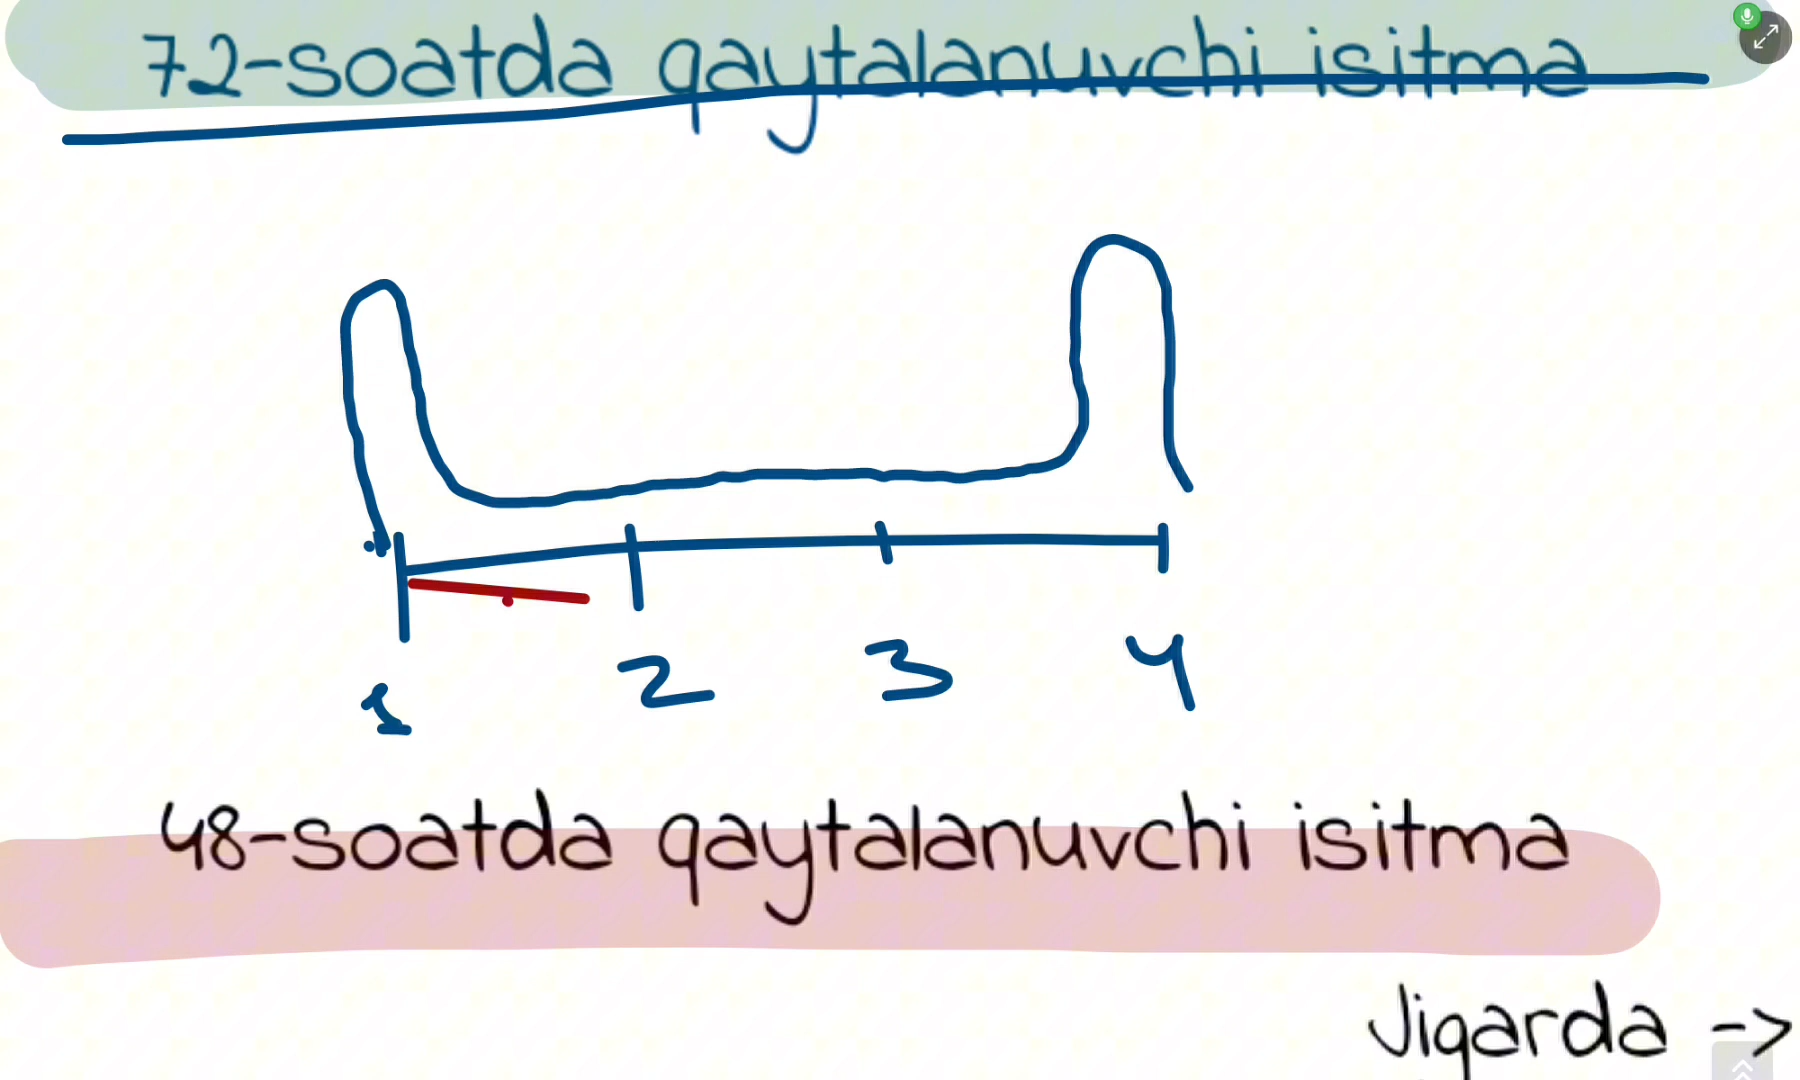 72-soatda qaytalanuvchi isitma
1 2 3 4
48-soatda qaytalanuvchi isitma
Jigarda ->